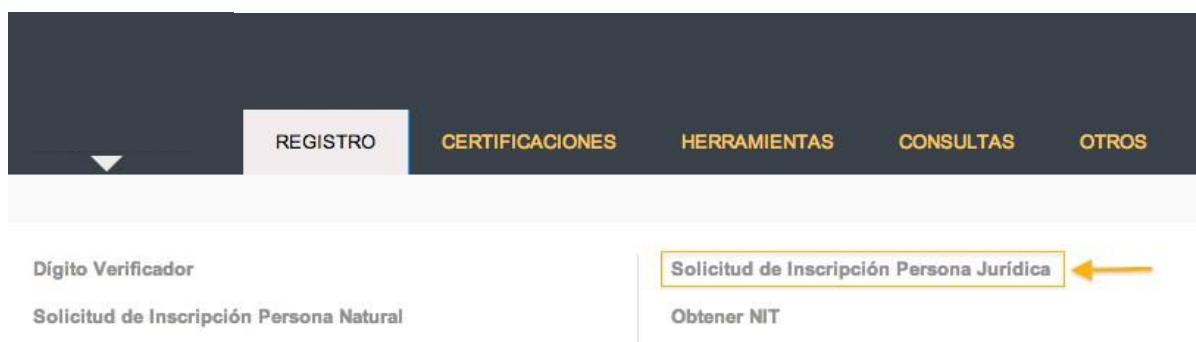 REGISTRO CERTIFICACIONES HERRAMIENTAS CONSULTAS OTROS
Dígito Verificador
Solicitud de Inscripción Persona Natural
Solicitud de Inscripción Persona Jurídica
Obtener NIT